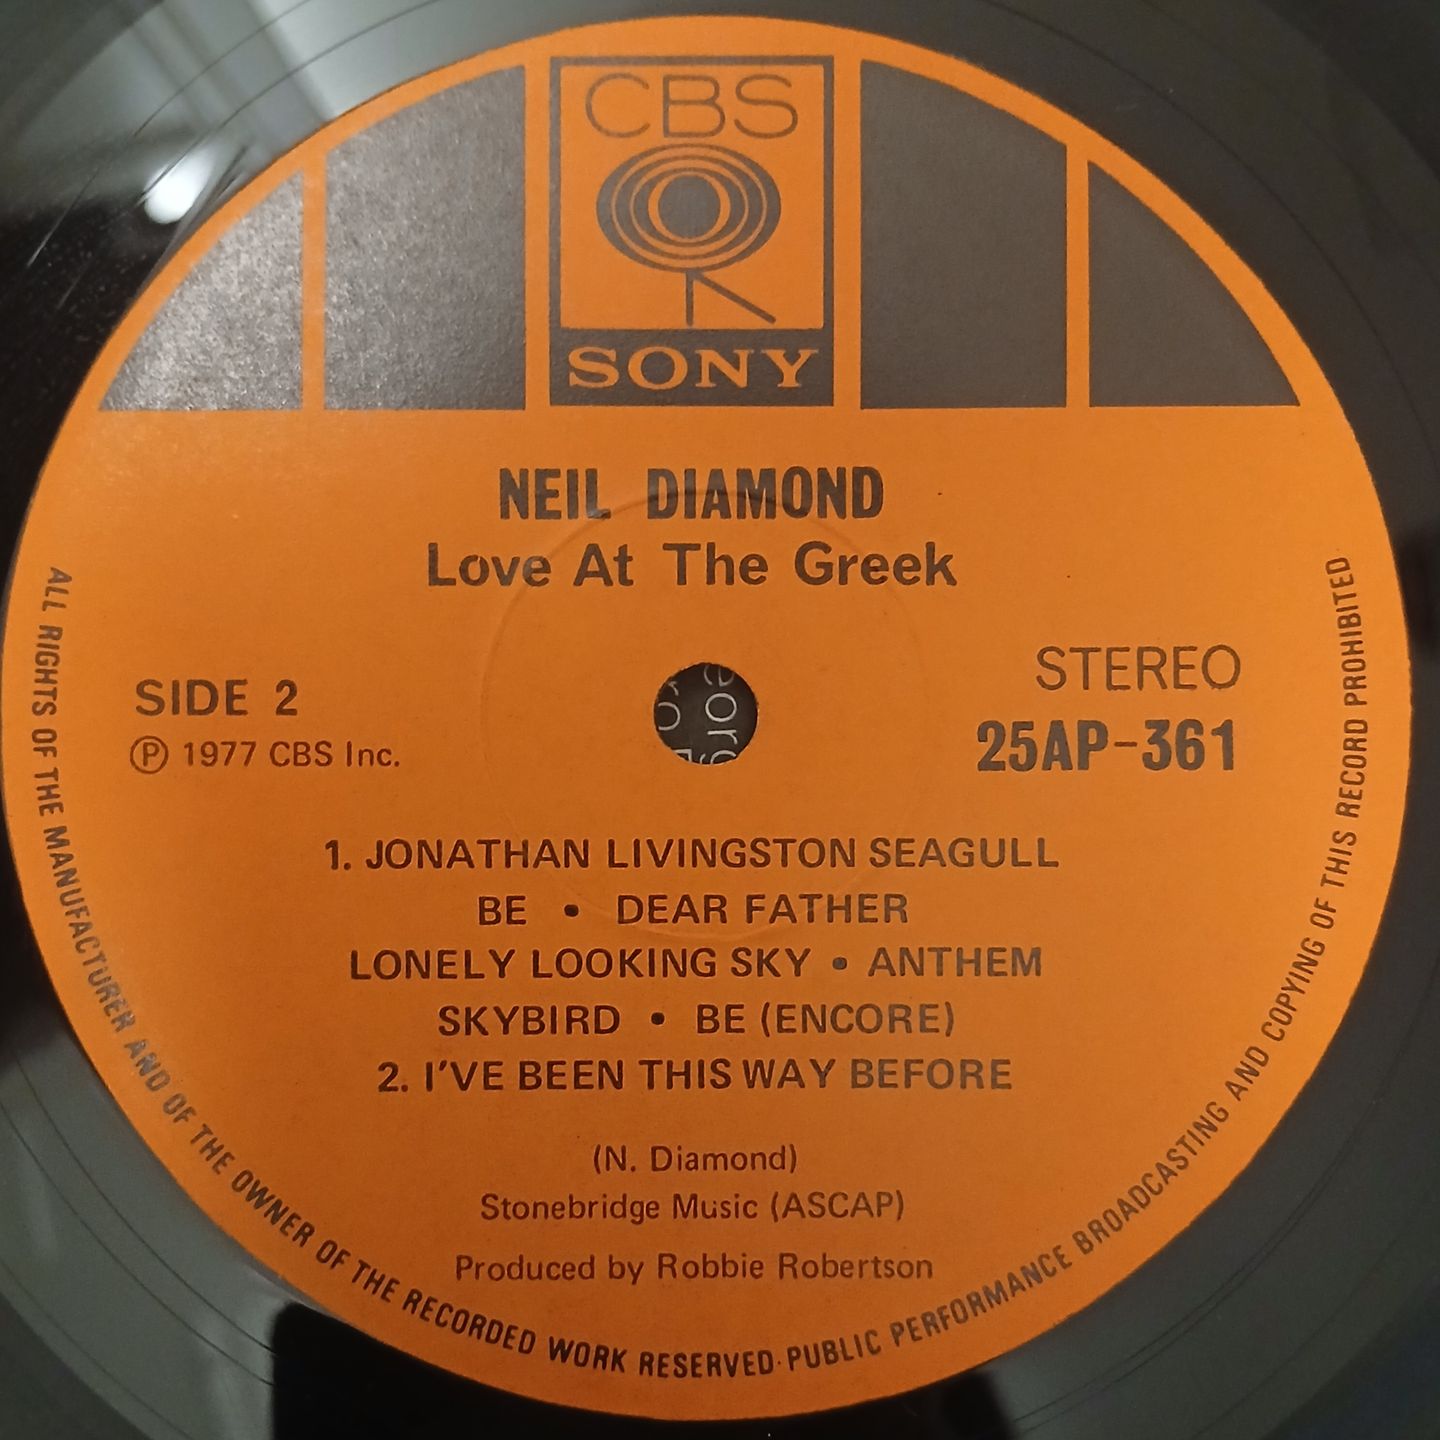 CBS
SONY
NEIL DIAMOND
Love At The Greek
SIDE 2
Ⓟ 1977 CBS Inc.
STEREO
25AP-361
1. JONATHAN LIVINGSTON SEAGULL
BE • DEAR FATHER
LONELY LOOKING SKY • ANTHEM
SKYBIRD • BE (ENCORE)
2. I'VE BEEN THIS WAY BEFORE
(N. Diamond)
Stonebridge Music (ASCAP)
Produced by Robbie Robertson
ALL RIGHTS OF THE MANUFACTURER AND OF THE OWNER OF THE RECORDED WORK RESERVED·PUBLIC PERFORMANCE BROADCASTING AND COPYING OF THIS RECORD PROHIBITED